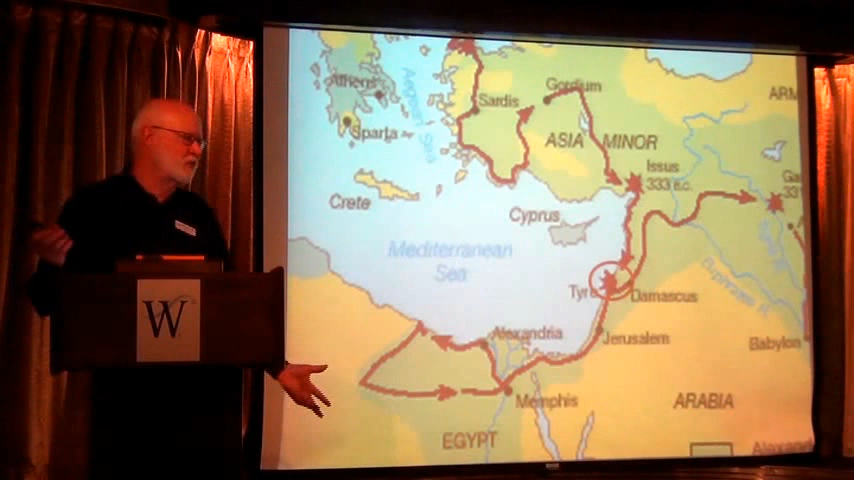 Athens
Aegean Sea
Sparta
Sardis
Gordium
ARM
ASIA MINOR
Issus
333 B.C.
Crete
Cyprus
Mediterranean
Sea
Tyre
Damascus
Euphrates R.
Jerusalem
Babylon
Alexandria
Memphis
ARABIA
EGYPT
W